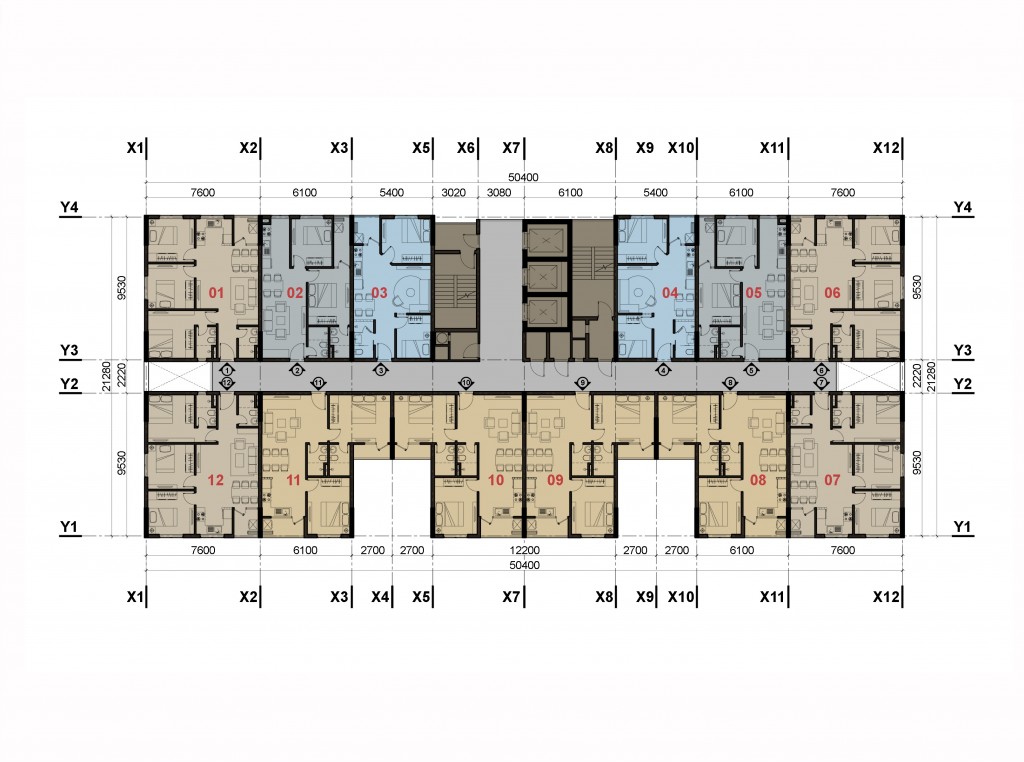 X1 X2 X3 X5 X6 X7 X8 X9 X10 X11 X12
50400
7600 6100 5400 3020 3080 6100 5400 6100 7600
Y4 Y4
01 02 03 04 05 06
9530 9530
Y3 Y3
1 2 3 4 5 6
21280 2220 2220 21280
12 11 10 9 8 7
Y2 Y2
9530 9530
12 11 10 09 08 07
Y1 Y1
7600 6100 2700 2700 12200 2700 2700 6100 7600
50400
X1 X2 X3 X4 X5 X7 X8 X9 X10 X11 X12